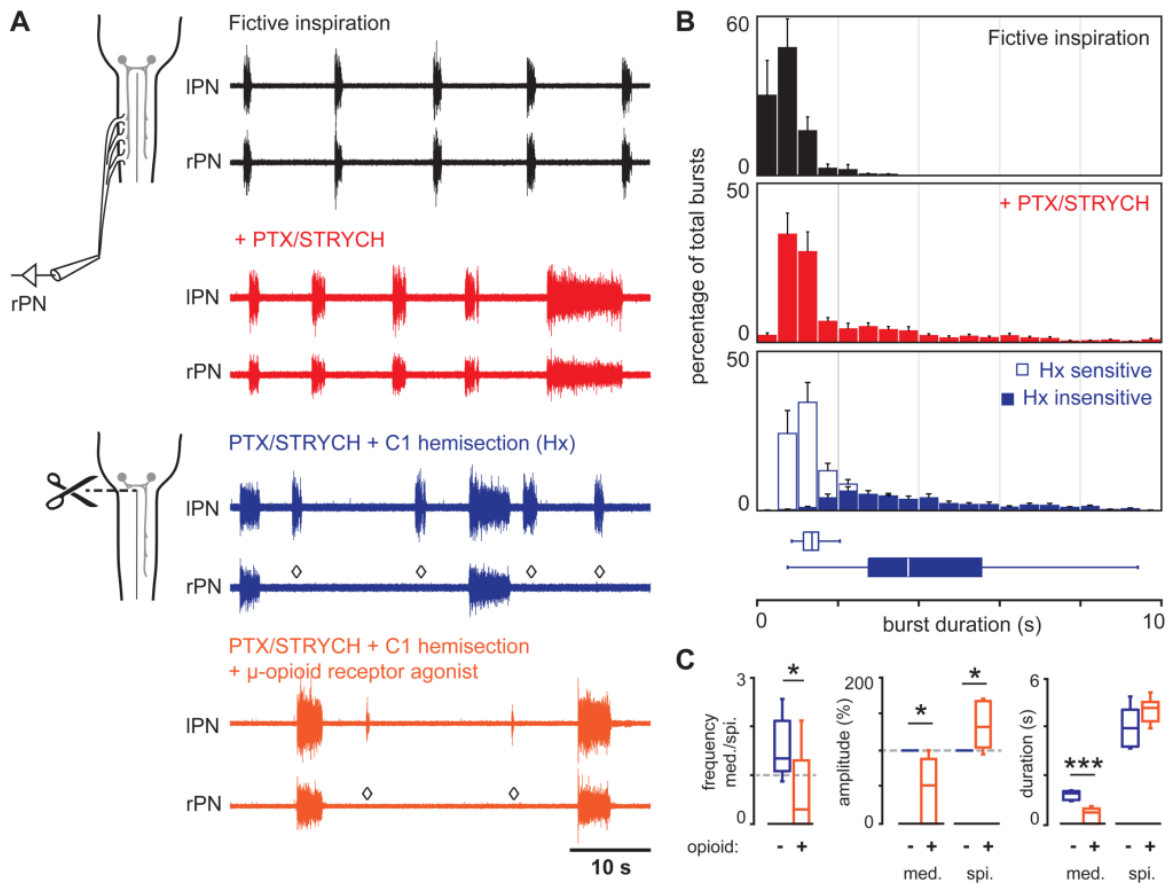 A
Fictive inspiration
lPN
rPN
rPN
+ PTX/STRYCH
lPN
rPN
PTX/STRYCH + C1 hemisection (Hx)
lPN
rPN
PTX/STRYCH + C1 hemisection
+ μ-opioid receptor agonist
lPN
rPN
10 s
B
percentage of total bursts
60
0
Fictive inspiration
50
0
+ PTX/STRYCH
50
0
Hx sensitive
Hx insensitive
0
10
burst duration (s)
C
frequency
med./spi.
3
0
*
amplitude (%)
200
100
0
*
*
duration (s)
6
0
***
opioid: - + - + - + - + - +
med. spi. med. spi.